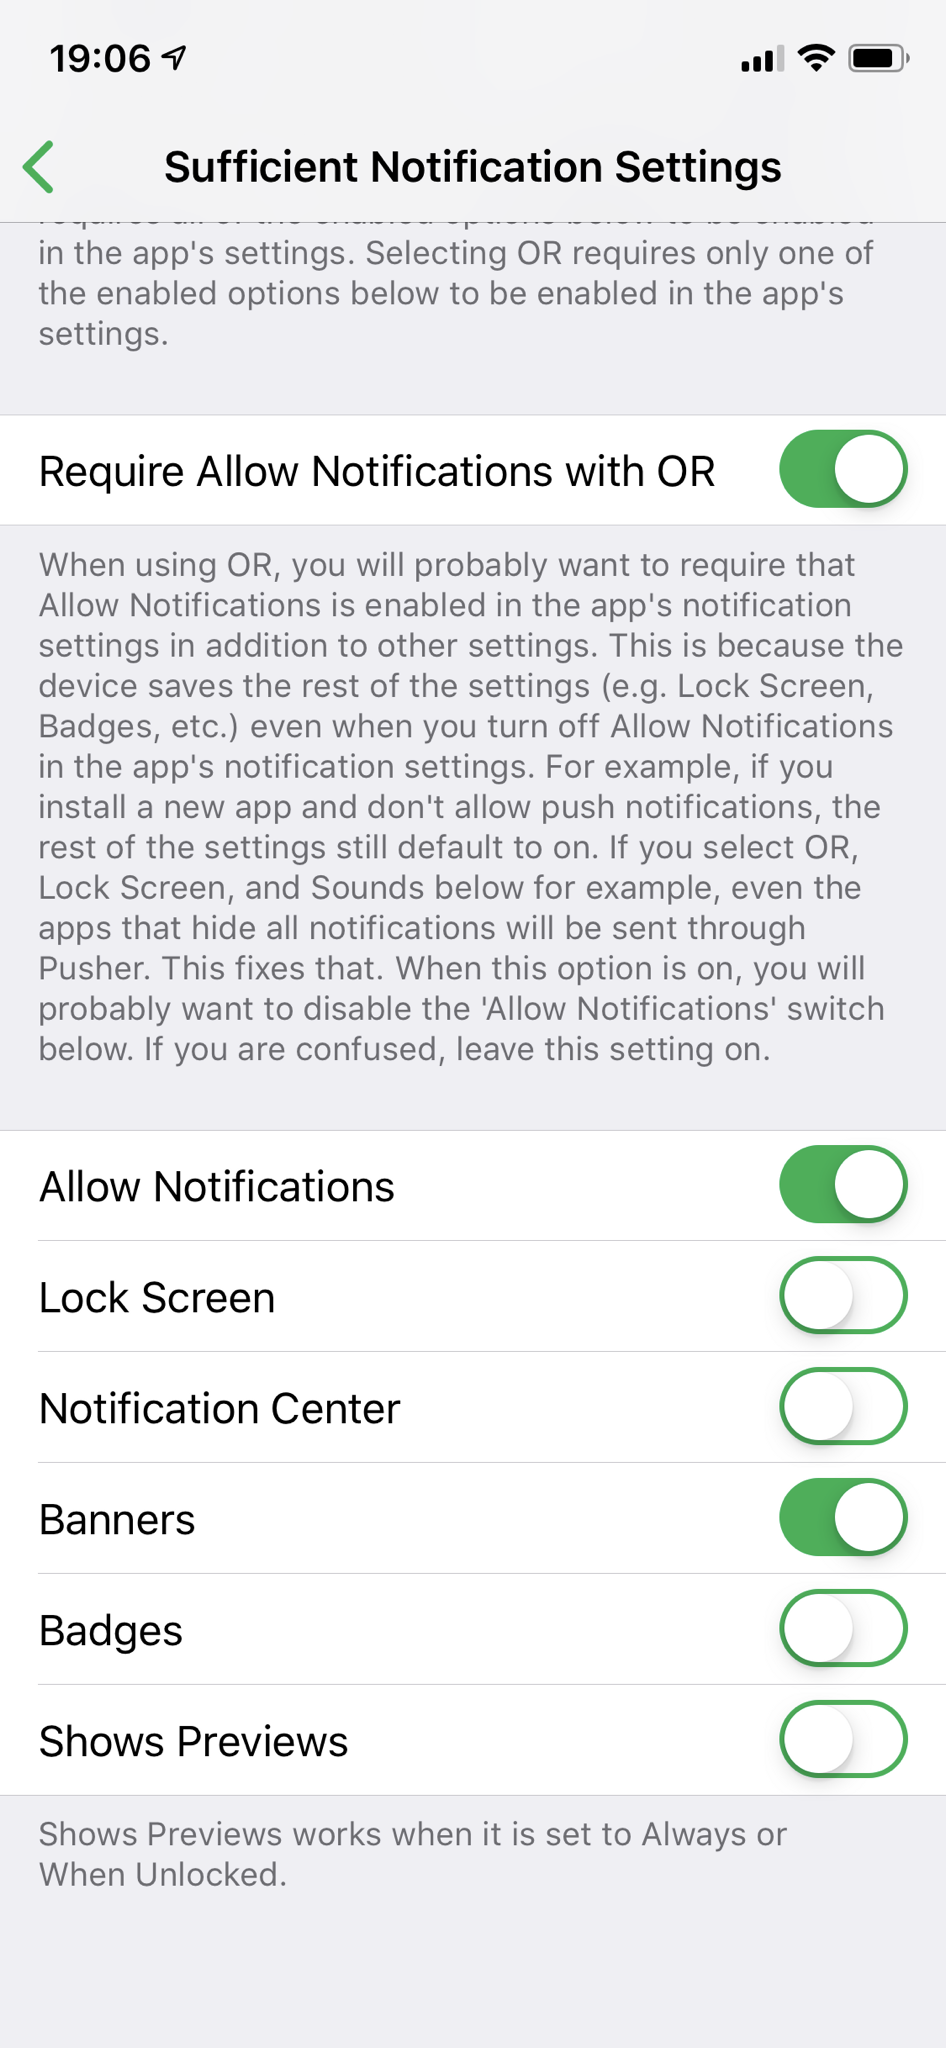 19:06
Sufficient Notification Settings
in the app's settings. Selecting OR requires only one of
the enabled options below to be enabled in the app's
settings.
Require Allow Notifications with OR
When using OR, you will probably want to require that
Allow Notifications is enabled in the app's notification
settings in addition to other settings. This is because the
device saves the rest of the settings (e.g. Lock Screen,
Badges, etc.) even when you turn off Allow Notifications
in the app's notification settings. For example, if you
install a new app and don't allow push notifications, the
rest of the settings still default to on. If you select OR,
Lock Screen, and Sounds below for example, even the
apps that hide all notifications will be sent through
Pusher. This fixes that. When this option is on, you will
probably want to disable the 'Allow Notifications' switch
below. If you are confused, leave this setting on.
Allow Notifications
Lock Screen
Notification Center
Banners
Badges
Shows Previews
Shows Previews works when it is set to Always or
When Unlocked.